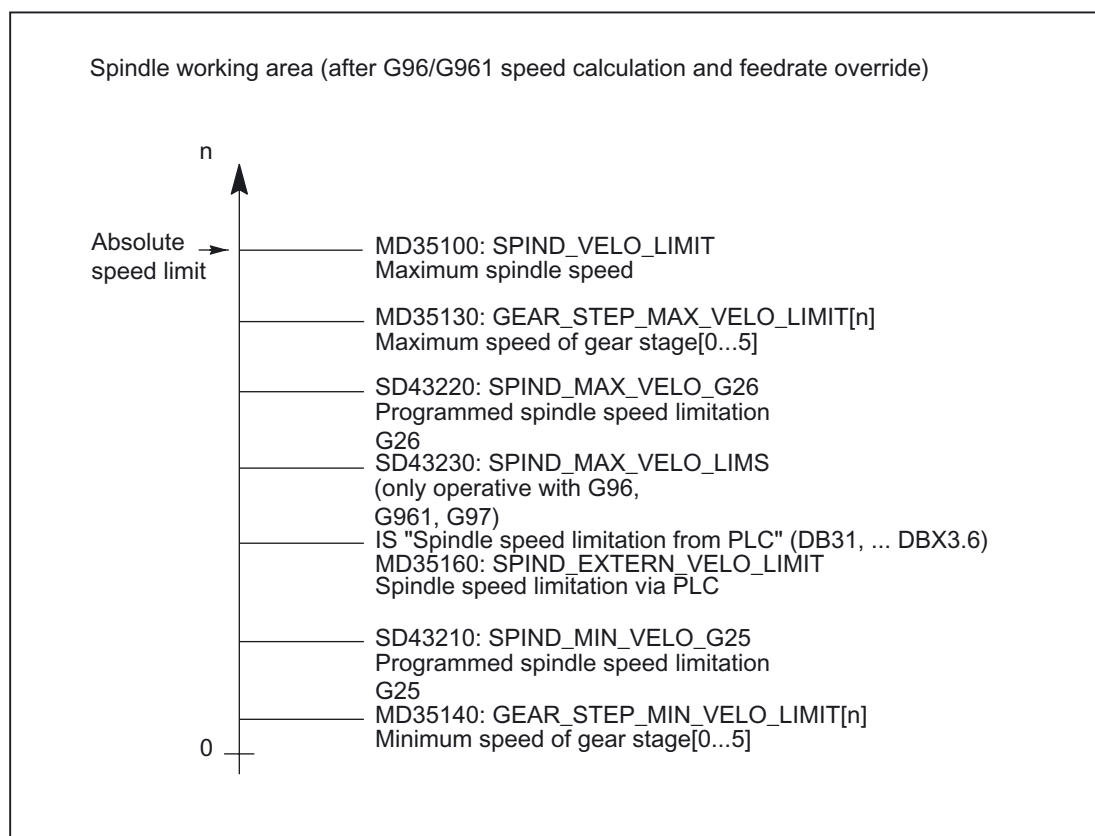 Spindle working area (after G96/G961 speed calculation and feedrate override)
n
Absolute
speed limit
MD35100: SPIND_VELO_LIMIT
Maximum spindle speed
MD35130: GEAR_STEP_MAX_VELO_LIMIT[n]
Maximum speed of gear stage[0...5]
SD43220: SPIND_MAX_VELO_G26
Programmed spindle speed limitation
G26
SD43230: SPIND_MAX_VELO_LIMS
(only operative with G96,
G961, G97)
IS "Spindle speed limitation from PLC" (DB31, ... DBX3.6)
MD35160: SPIND_EXTERN_VELO_LIMIT
Spindle speed limitation via PLC
SD43210: SPIND_MIN_VELO_G25
Programmed spindle speed limitation
G25
MD35140: GEAR_STEP_MIN_VELO_LIMIT[n]
Minimum speed of gear stage[0...5]
0